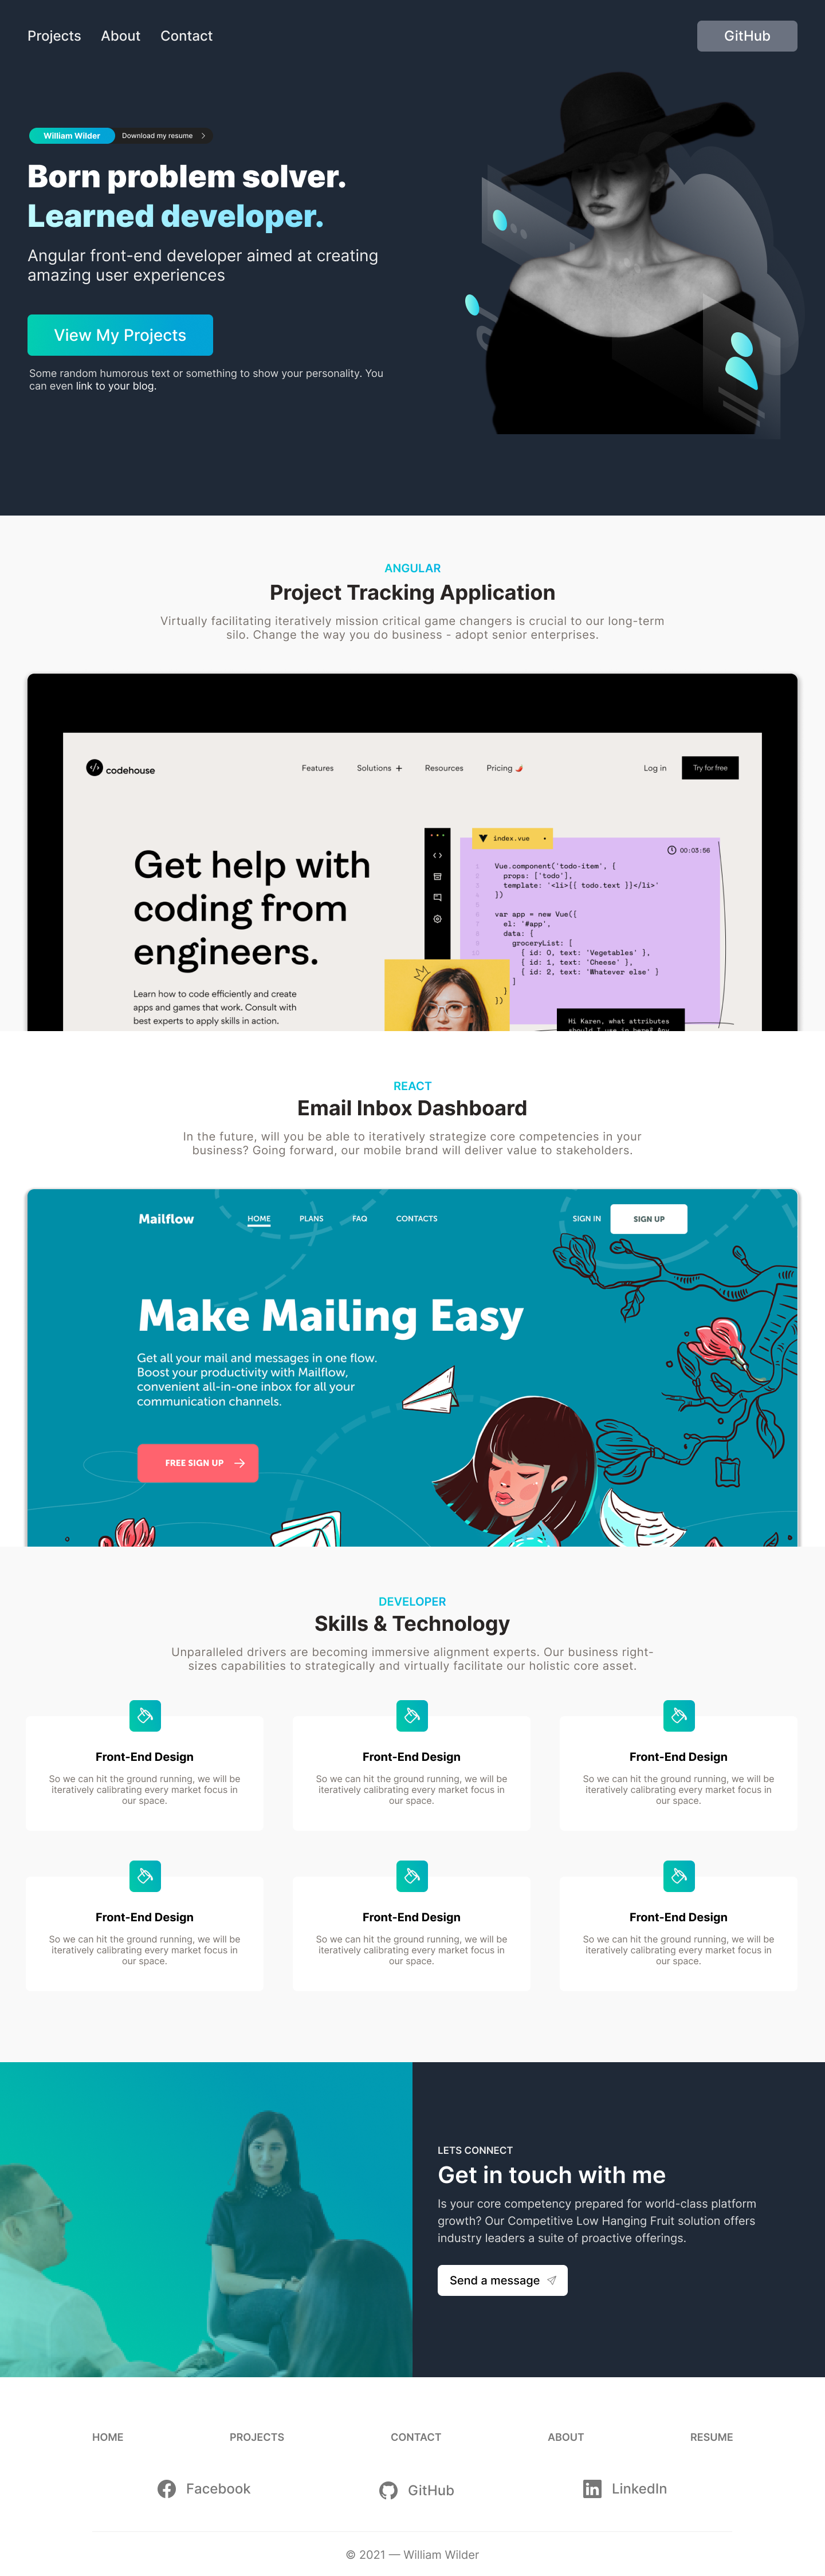 Projects About Contact GitHub
William Wilder Download my resume
Born problem solver.
Learned developer.
Angular front-end developer aimed at creating
amazing user experiences
View My Projects
Some random humorous text or something to show your personality. You
can even link to your blog.
ANGULAR
Project Tracking Application
Virtually facilitating iteratively mission critical game changers is crucial to our long-term
silo. Change the way you do business - adopt senior enterprises.
codehouse Features Solutions + Resources Pricing Log in Try for free
Get help with
coding from
engineers.
Learn how to code efficiently and create
apps and games that work. Consult with
best experts to apply skills in action.
index.vue
00:03:56
Vue.component('todo-item', {
props: ['todo'],
template: '<li>{{ todo.text }}</li>'
})
var app = new Vue({
el: '#app',
data: {
groceryList: [
{ id: 0, text: 'Vegetables' },
{ id: 1, text: 'Cheese' },
{ id: 2, text: 'Whatever else' }
]
}
})
Hi Karen, what attributes
should I use in here? Any
REACT
Email Inbox Dashboard
In the future, will you be able to iteratively strategize core competencies in your
business? Going forward, our mobile brand will deliver value to stakeholders.
Mailflow HOME PLANS FAQ CONTACTS SIGN IN SIGN UP
Make Mailing Easy
Get all your mail and messages in one flow.
Boost your productivity with Mailflow,
convenient all-in-one inbox for all your
communication channels.
FREE SIGN UP
DEVELOPER
Skills & Technology
Unparalleled drivers are becoming immersive alignment experts. Our business right-
sizes capabilities to strategically and virtually facilitate our holistic core asset.
Front-End Design
So we can hit the ground running, we will be
iteratively calibrating every market focus in
our space.
Front-End Design
So we can hit the ground running, we will be
iteratively calibrating every market focus in
our space.
Front-End Design
So we can hit the ground running, we will be
iteratively calibrating every market focus in
our space.
Front-End Design
So we can hit the ground running, we will be
iteratively calibrating every market focus in
our space.
Front-End Design
So we can hit the ground running, we will be
iteratively calibrating every market focus in
our space.
Front-End Design
So we can hit the ground running, we will be
iteratively calibrating every market focus in
our space.
LETS CONNECT
Get in touch with me
Is your core competency prepared for world-class platform
growth? Our Competitive Low Hanging Fruit solution offers
industry leaders a suite of proactive offerings.
Send a message
HOME PROJECTS CONTACT ABOUT RESUME
Facebook GitHub LinkedIn
© 2021 — William Wilder